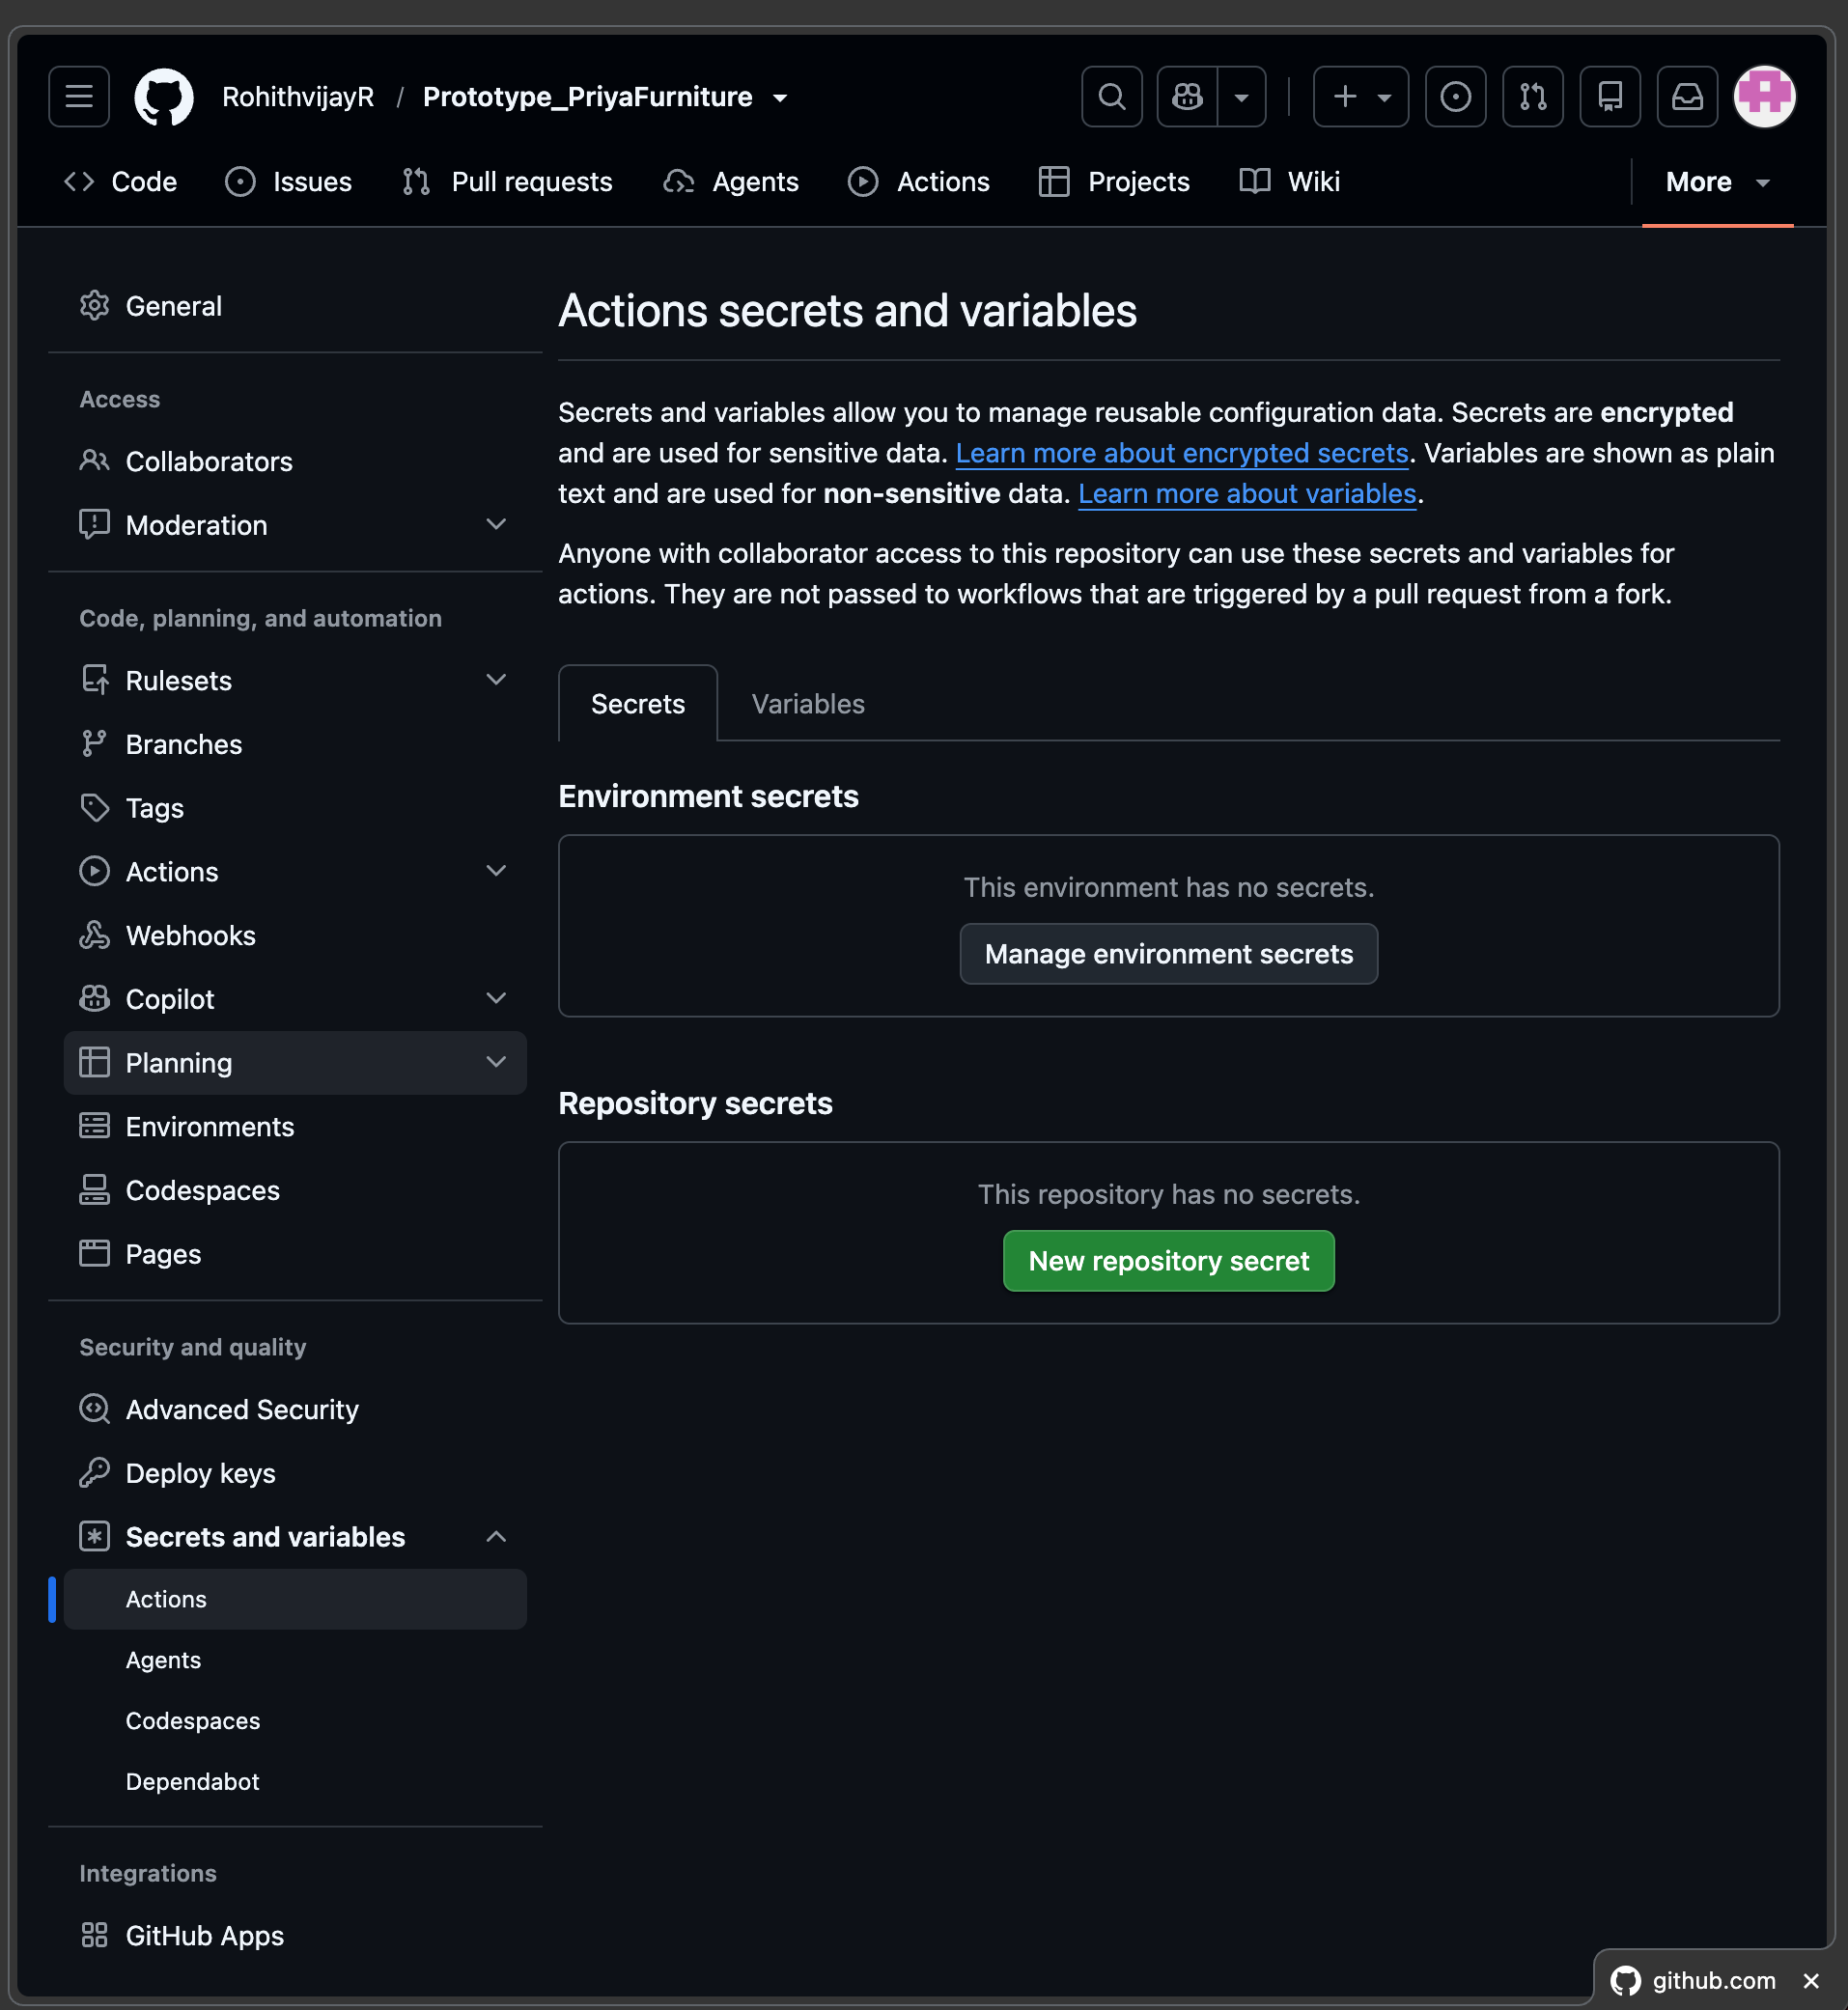 RohithvijayR / Prototype_PriyaFurniture
Code Issues Pull requests Agents Actions Projects Wiki More
General
Access
Collaborators
Moderation
Code, planning, and automation
Rulesets
Branches
Tags
Actions
Webhooks
Copilot
Planning
Environments
Codespaces
Pages
Security and quality
Advanced Security
Deploy keys
Secrets and variables
Actions
Agents
Codespaces
Dependabot
Integrations
GitHub Apps
Actions secrets and variables
Secrets and variables allow you to manage reusable configuration data. Secrets are encrypted
and are used for sensitive data. Learn more about encrypted secrets. Variables are shown as plain
text and are used for non-sensitive data. Learn more about variables.
Anyone with collaborator access to this repository can use these secrets and variables for
actions. They are not passed to workflows that are triggered by a pull request from a fork.
Secrets Variables
Environment secrets
This environment has no secrets.
Manage environment secrets
Repository secrets
This repository has no secrets.
New repository secret
github.com